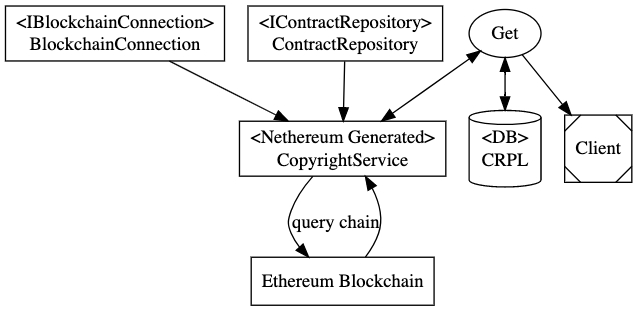 <IBlockchainConnection>
BlockchainConnection
<IContractRepository>
ContractRepository
Get
<Nethereum Generated>
CopyrightService
<DB>
CRPL
Client
query chain
Ethereum Blockchain